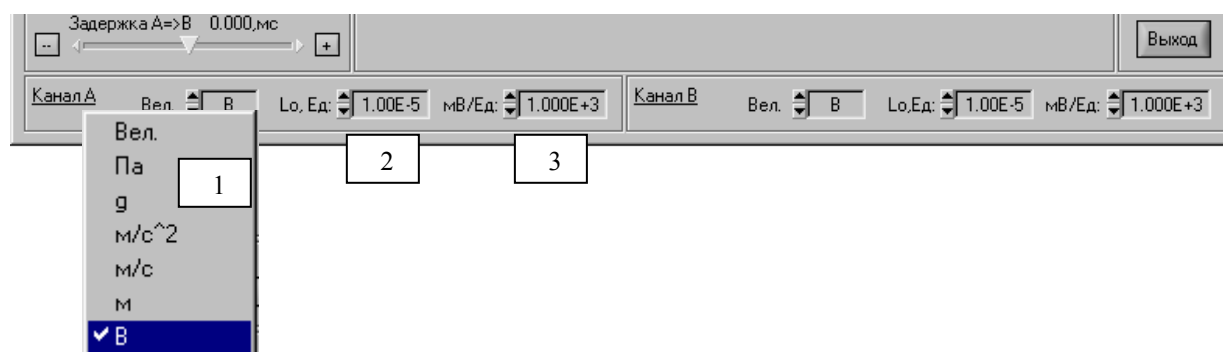 Задержка A=>B 0.000,мс
-- +
Выход
Канал A Вел. В Lo, Ед: 1.00E-5 мВ/Ед: 1.000E+3
Канал B Вел. В Lo,Ед: 1.00E-5 мВ/Ед: 1.000E+3
Вел.
Па
g
м/с^2
м/с
м
В
1
2
3